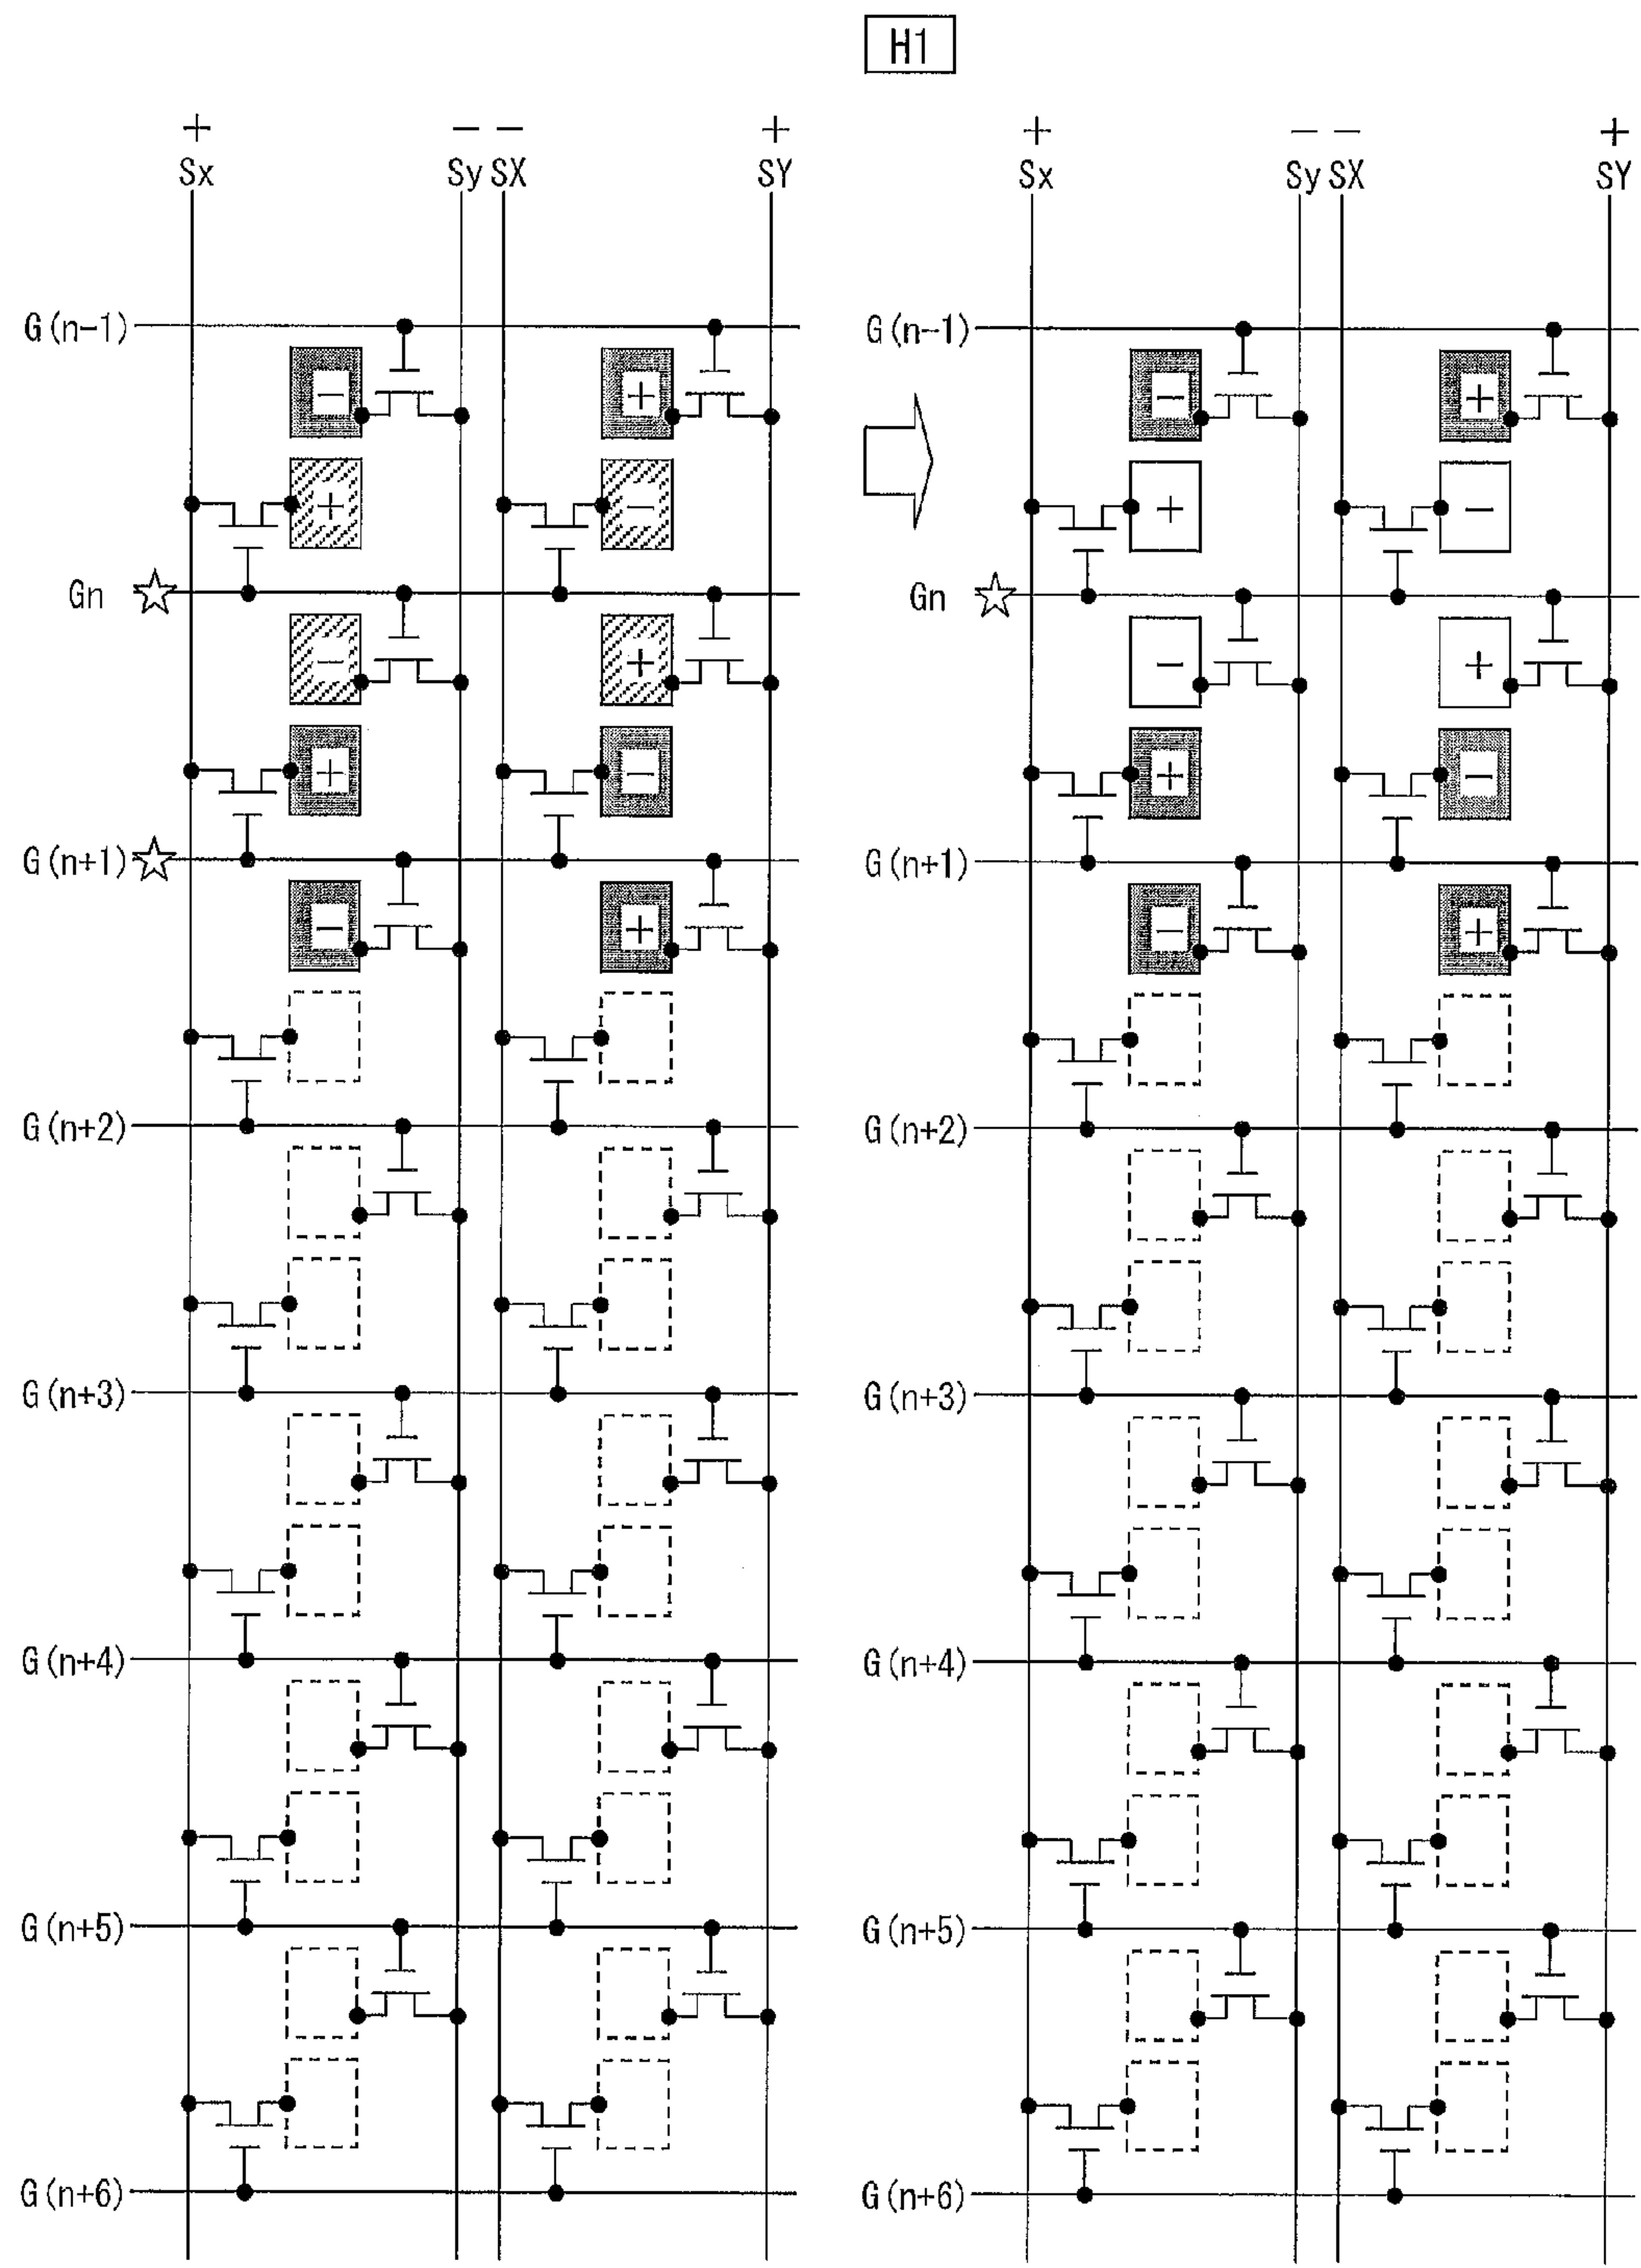 H1
+ − − + + − − +
Sx Sy SX SY Sx Sy SX SY
G(n-1) G(n-1)
− + − +
+ − + −
Gn ☆ Gn ☆
− + − +
+ − + −
G(n+1) ☆ G(n+1)
− + − +
G(n+2) G(n+2)
G(n+3) G(n+3)
G(n+4) G(n+4)
G(n+5) G(n+5)
G(n+6) G(n+6)